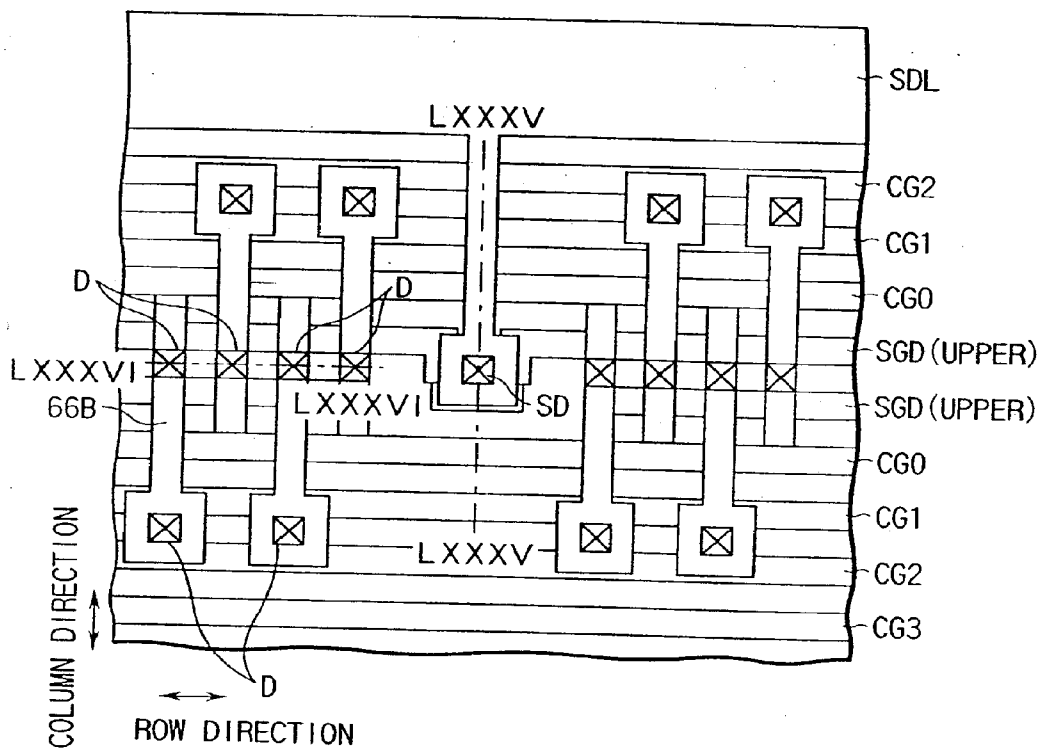 SDL
LXXXV
CG2
CG1
CG0
D
D
SGD (UPPER)
LXXXVI
SD
66B
LXXXVI
SGD (UPPER)
CG0
CG1
LXXXV
CG2
CG3
COLUMN DIRECTION
D
ROW DIRECTION